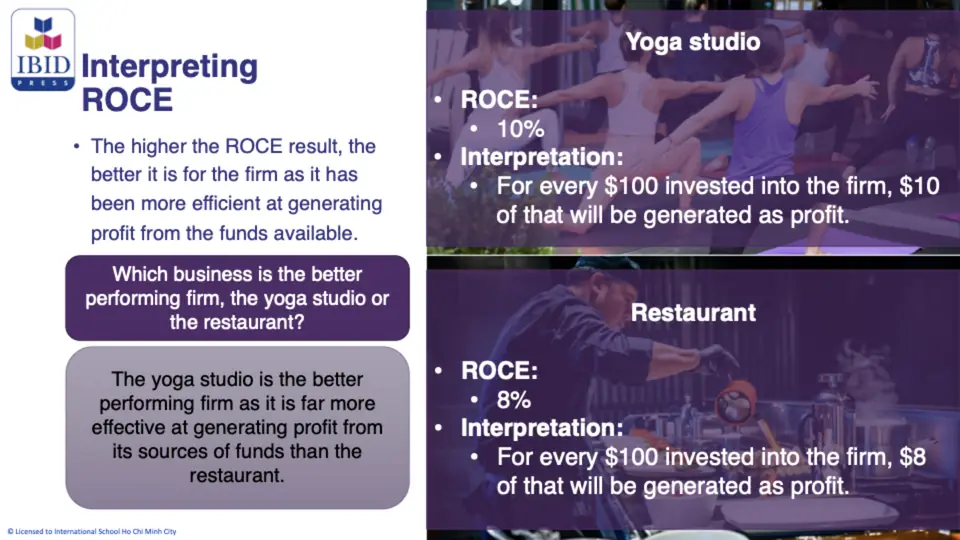 IBID
PRESS
Interpreting
ROCE
• The higher the ROCE result, the
better it is for the firm as it has
been more efficient at generating
profit from the funds available.
Which business is the better
performing firm, the yoga studio or
the restaurant?
The yoga studio is the better
performing firm as it is far more
effective at generating profit from
its sources of funds than the
restaurant.
Yoga studio
• ROCE:
• 10%
• Interpretation:
• For every $100 invested into the firm, $10
of that will be generated as profit.
Restaurant
• ROCE:
• 8%
• Interpretation:
• For every $100 invested into the firm, $8
of that will be generated as profit.
© Licensed to International School Ho Chi Minh City